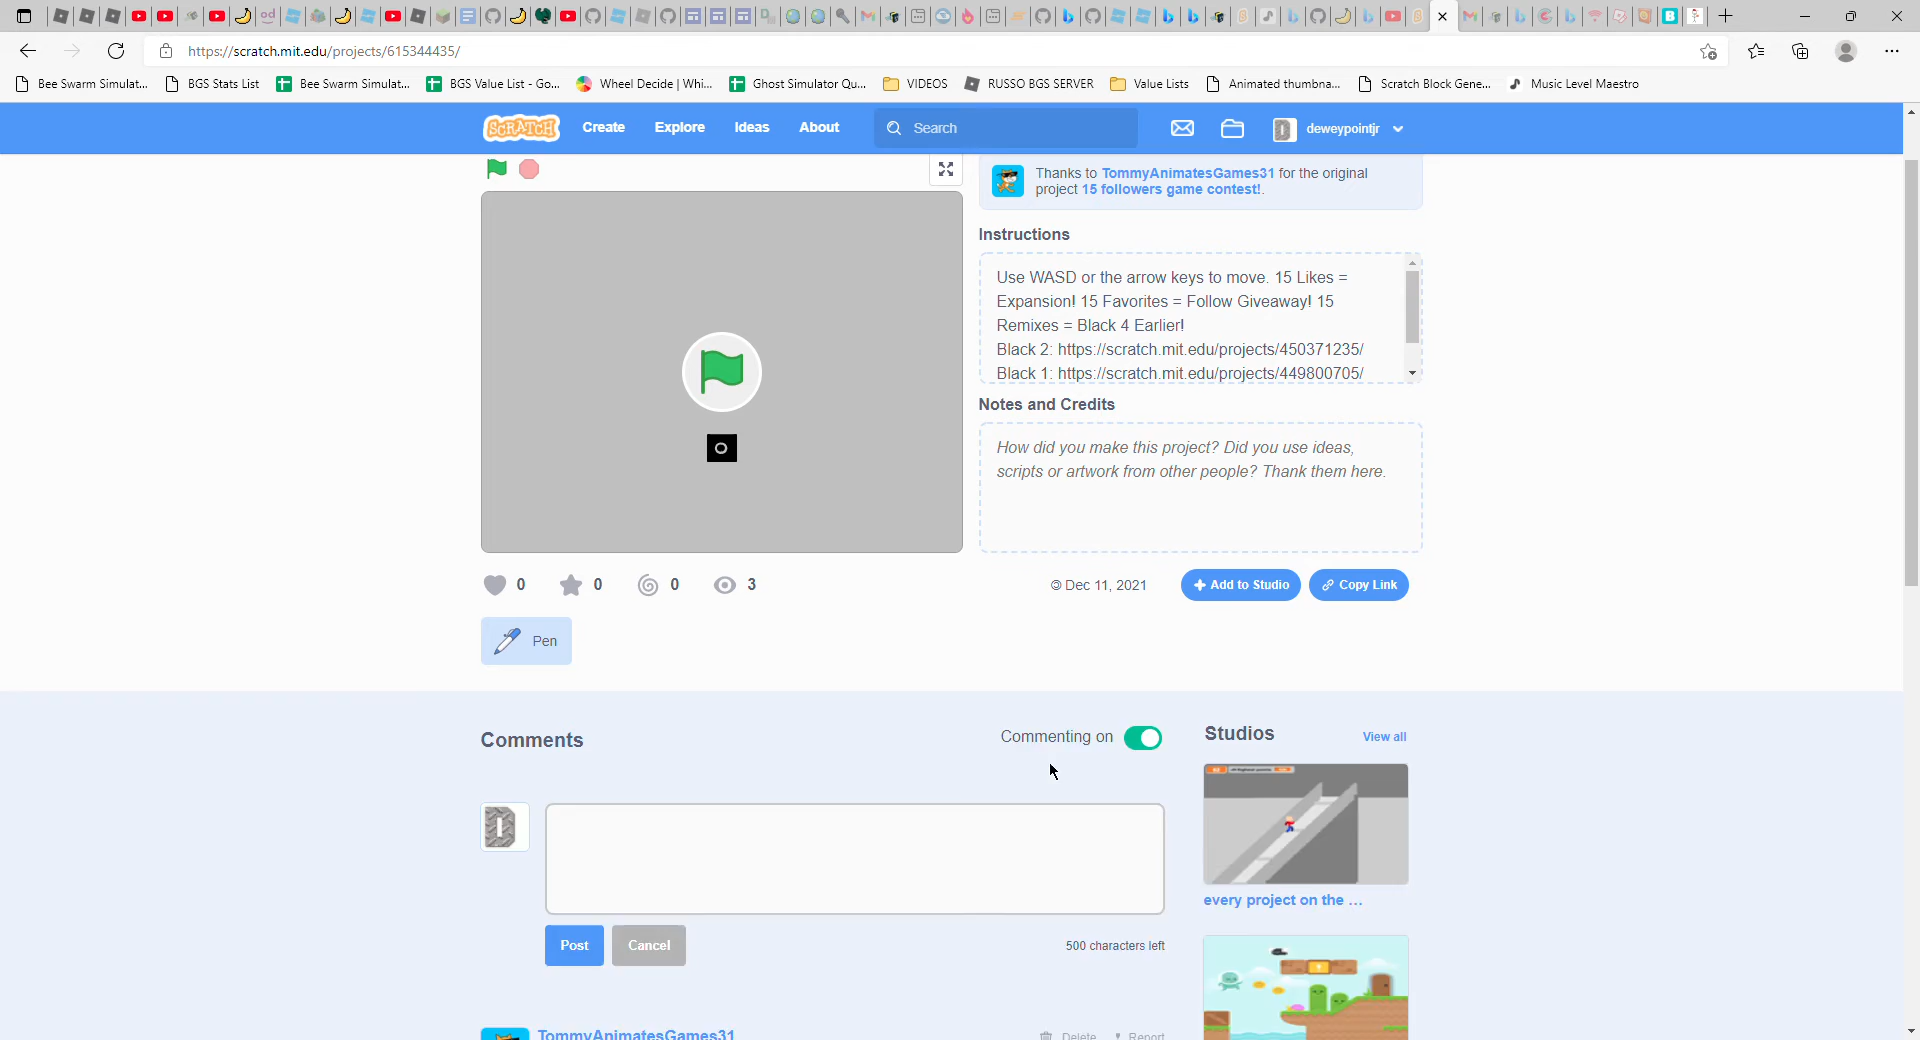 https://scratch.mit.edu/projects/615344435/
Bee Swarm Simulat...
BGS Stats List
Bee Swarm Simulat...
BGS Value List - Go...
Wheel Decide | Whi...
Ghost Simulator Qu...
VIDEOS
RUSSO BGS SERVER
Value Lists
Animated thumbna...
Scratch Block Gene...
Music Level Maestro
SCRATCH
Create
Explore
Ideas
About
Search
deweypointjr
Thanks to TommyAnimatesGames31 for the original
project 15 followers game contest!.
Instructions
Use WASD or the arrow keys to move. 15 Likes =
Expansion! 15 Favorites = Follow Giveaway! 15
Remixes = Black 4 Earlier!
Black 2: https://scratch.mit.edu/projects/450371235/
Black 1: https://scratch.mit.edu/projects/449800705/
Notes and Credits
How did you make this project? Did you use ideas,
scripts or artwork from other people? Thank them here.
0
0
0
3
© Dec 11, 2021
Add to Studio
Copy Link
Pen
Comments
Commenting on
Studios
View all
every project on the ...
Post
Cancel
500 characters left
TommyAnimatesGames31
Delete
Report